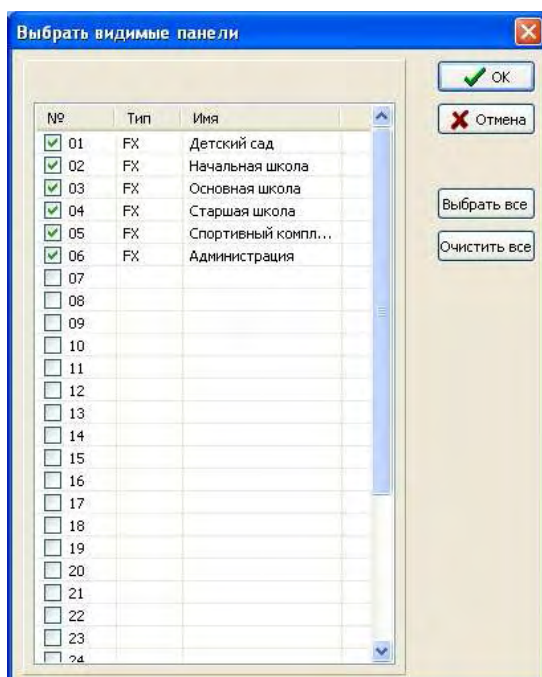 Выбрать видимые панели
OK
Отмена
Выбрать все
Очистить все
№ Тип Имя
01 FX Детский сад
02 FX Начальная школа
03 FX Основная школа
04 FX Старшая школа
05 FX Спортивный компл...
06 FX Администрация
07
08
09
10
11
12
13
14
15
16
17
18
19
20
21
22
23
24